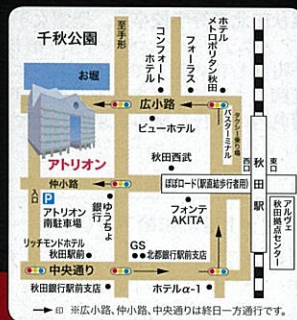 千秋公園
至手形
お堀
コンフォート
ホテル
フォーラス
ホテル
メトロポリタン秋田
タクシー乗り場
バスターミナル
広小路
ビューホテル
アトリオン
秋田西武
西口
東口
秋田駅
アルヴェ
秋田拠点センター
仲小路
ぽぽロード(駅直結歩行者用)
入口
P
アトリオン
南駐車場
ゆうちょ
銀行
フォンテ
AKITA
リッチモンドホテル
秋田駅前
GS
北都銀行駅前支店
中央通り
秋田銀行駅前支店
ホテルα-1
→印 ※広小路、仲小路、中央通りは終日一方通行です。